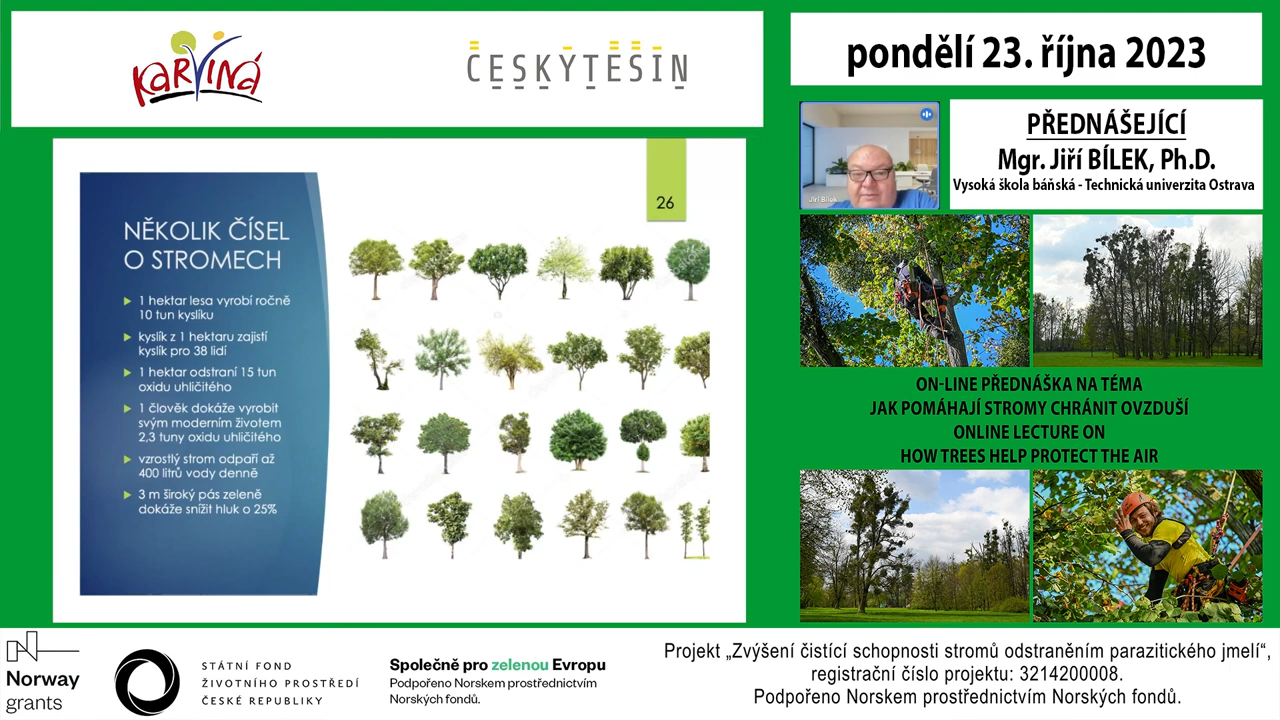 Karviná
ČESKÝ TĚŠÍN
pondělí 23. října 2023
PŘEDNÁŠEJÍCÍ
Mgr. Jiří BÍLEK, Ph.D.
Vysoká škola báňská - Technická univerzita Ostrava
Jiří Bílek
26
NĚKOLIK ČÍSEL
O STROMECH
1 hektar lesa vyrobí ročně
10 tun kyslíku
kyslík z 1 hektaru zajistí
kyslík pro 38 lidí
1 hektar odstraní 15 tun
oxidu uhličitého
1 člověk dokáže vyrobit
svým moderním životem
2,3 tuny oxidu uhličitého
vzrostlý strom odpaří až
400 litrů vody denně
3 m široký pás zeleně
dokáže snížit hluk o 25%
ON-LINE PŘEDNÁŠKA NA TÉMA
JAK POMÁHAJÍ STROMY CHRÁNIT OVZDUŠÍ
ONLINE LECTURE ON
HOW TREES HELP PROTECT THE AIR
Norway
grants
STÁTNÍ FOND
ŽIVOTNÍHO PROSTŘEDÍ
ČESKÉ REPUBLIKY
Společně pro zelenou Evropu
Podpořeno Norskem prostřednictvím
Norských fondů.
Projekt „Zvýšení čistící schopnosti stromů odstraněním parazitického jmelí“,
registrační číslo projektu: 3214200008.
Podpořeno Norskem prostřednictvím Norských fondů.